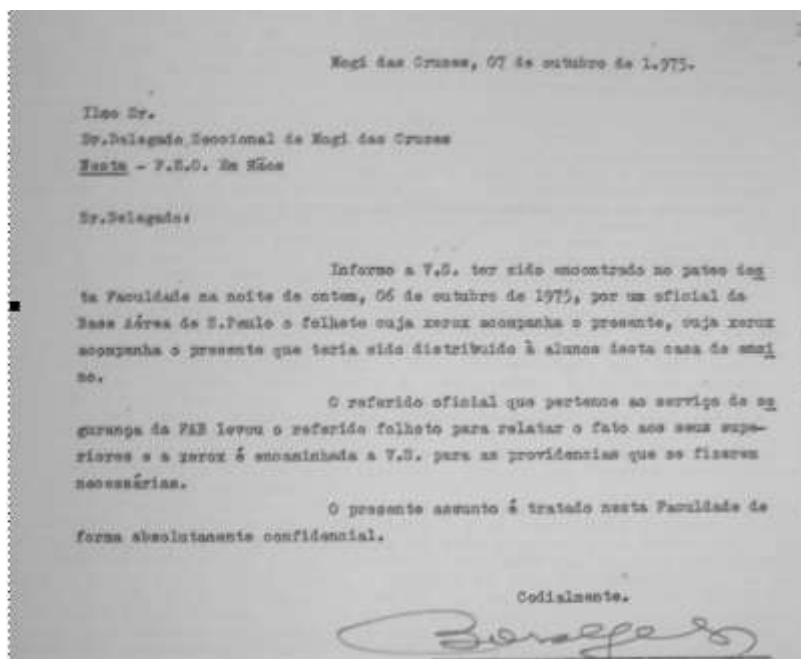 Mogi das Cruzes, 07 de outubro de 1.975.
Ilmo Sr.
Dr.Delegado Seccional de Mogi das Cruzes
Nesta - P.E.O. Em Mãos
Sr.Delegado:
Informo a V.S. ter sido encontrado no pateo des
ta Faculdade na noite de ontem, 06 de outubro de 1975, por um oficial da
Base Aérea de S.Paulo o folheto cuja xerox acompanha o presente, cuja xerox
acompanha o presente que teria sido distribuido à alunos desta casa de ensi
no.
O referido oficial que pertence ao serviço de se
gurança da FAB levou o referido folheto para relatar o fato aos seus supe-
riores e a xerox é encaminhada a V.S. para as providencias que se fizerem
necessárias.
O presente assunto é tratado nesta Faculdade de
forma absolutamente confidencial.
Codialmente.